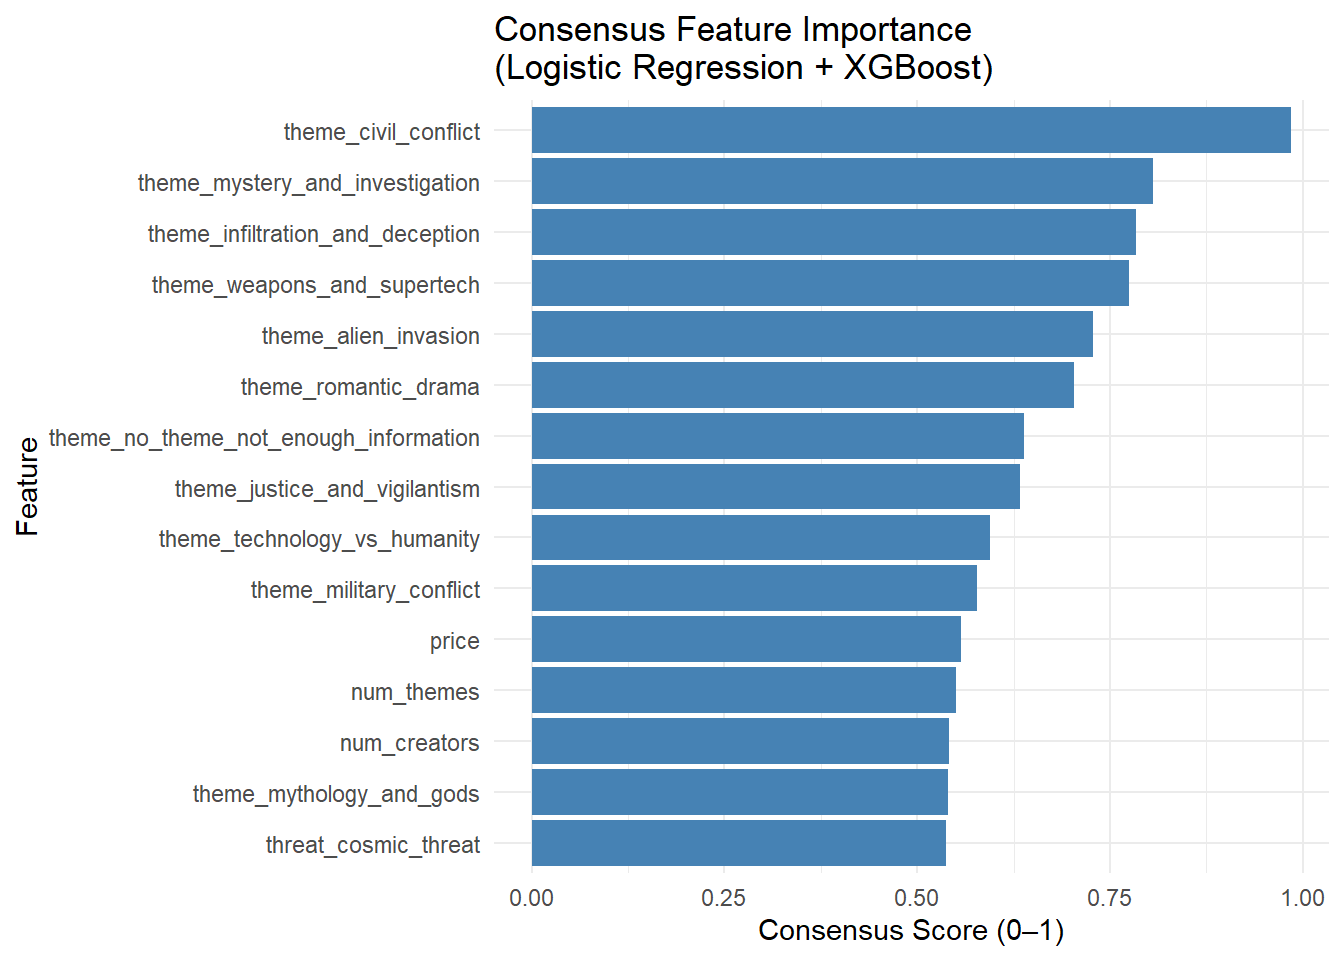 Consensus Feature Importance
(Logistic Regression + XGBoost)
theme_civil_conflict
theme_mystery_and_investigation
theme_infiltration_and_deception
theme_weapons_and_supertech
theme_alien_invasion
theme_romantic_drama
theme_no_theme_not_enough_information
theme_justice_and_vigilantism
theme_technology_vs_humanity
theme_military_conflict
price
num_themes
num_creators
theme_mythology_and_gods
threat_cosmic_threat
Feature
0.00 0.25 0.50 0.75 1.00
Consensus Score (0–1)